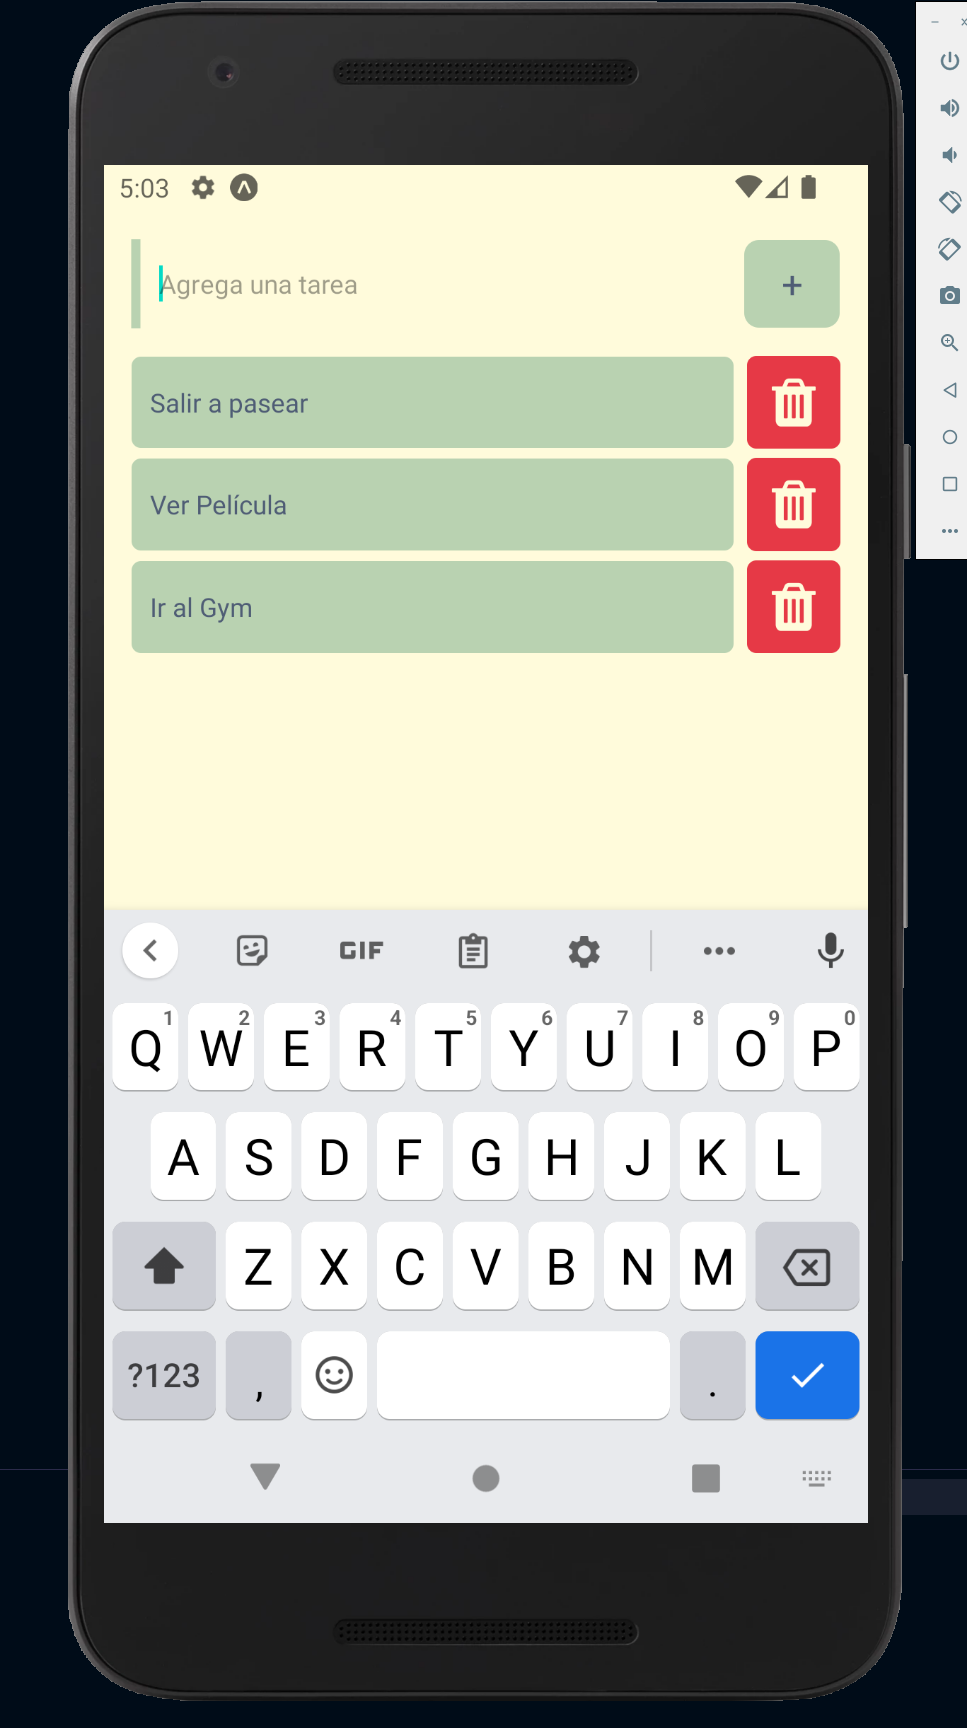 5:03
Agrega una tarea
+
Salir a pasear
Ver Película
Ir al Gym
GIF
1 2 3 4 5 6 7 8 9 0
Q W E R T Y U I O P
A S D F G H J K L
Z X C V B N M
?123 , .